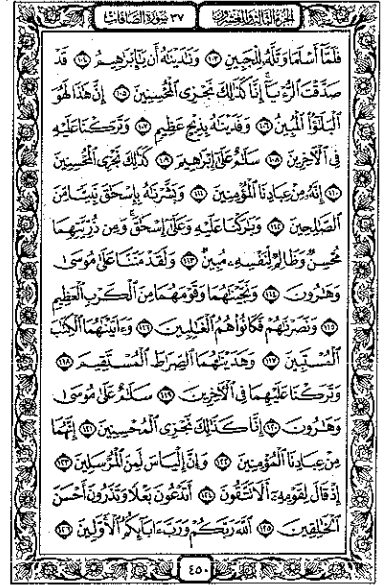 الجزء الثالث والعشرون ٣٧ سورة الصافات
فَلَمَّآ أَسۡلَمَا وَتَلَّهُۥ لِلۡجَبِينِ ١٠٣ وَنَٰدَيۡنَٰهُ أَن يَٰٓإِبۡرَٰهِيمُ ١٠٤ قَدۡ
صَدَّقۡتَ ٱلرُّءۡيَآۚ إِنَّا كَذَٰلِكَ نَجۡزِي ٱلۡمُحۡسِنِينَ ١٠٥ إِنَّ هَٰذَا لَهُوَ
ٱلۡبَلَٰٓؤُاْ ٱلۡمُبِينُ ١٠٦ وَفَدَيۡنَٰهُ بِذِبۡحٍ عَظِيمٖ ١٠٧ وَتَرَكۡنَا عَلَيۡهِ
فِي ٱلۡأٓخِرِينَ ١٠٨ سَلَٰمٌ عَلَىٰٓ إِبۡرَٰهِيمَ ١٠٩ كَذَٰلِكَ نَجۡزِي ٱلۡمُحۡسِنِينَ
١١٠ إِنَّهُۥ مِنۡ عِبَادِنَا ٱلۡمُؤۡمِنِينَ ١١١ وَبَشَّرۡنَٰهُ بِإِسۡحَٰقَ نَبِيّٗا مِّنَ
ٱلصَّٰلِحِينَ ١١٢ وَبَٰرَكۡنَا عَلَيۡهِ وَعَلَىٰٓ إِسۡحَٰقَۚ وَمِن ذُرِّيَّتِهِمَا
مُحۡسِنٞ وَظَالِمٞ لِّنَفۡسِهِۦ مُبِينٞ ١١٣ وَلَقَدۡ مَنَنَّا عَلَىٰ مُوسَىٰ
وَهَٰرُونَ ١١٤ وَنَجَّيۡنَٰهُمَا وَقَوۡمَهُمَا مِنَ ٱلۡكَرۡبِ ٱلۡعَظِيمِ
١١٥ وَنَصَرۡنَٰهُمۡ فَكَانُواْ هُمُ ٱلۡغَٰلِبِينَ ١١٦ وَءَاتَيۡنَٰهُمَا ٱلۡكِتَٰبَ
ٱلۡمُسۡتَبِينَ ١١٧ وَهَدَيۡنَٰهُمَا ٱلصِّرَٰطَ ٱلۡمُسۡتَقِيمَ ١١٨
وَتَرَكۡنَا عَلَيۡهِمَا فِي ٱلۡأٓخِرِينَ ١١٩ سَلَٰمٌ عَلَىٰ مُوسَىٰ
وَهَٰرُونَ ١٢٠ إِنَّا كَذَٰلِكَ نَجۡزِي ٱلۡمُحۡسِنِينَ ١٢١ إِنَّهُمَا
مِنۡ عِبَادِنَا ٱلۡمُؤۡمِنِينَ ١٢٢ وَإِنَّ إِلۡيَاسَ لَمِنَ ٱلۡمُرۡسَلِينَ ١٢٣
إِذۡ قَالَ لِقَوۡمِهِۦٓ أَلَا تَتَّقُونَ ١٢٤ أَتَدۡعُونَ بَعۡلٗا وَتَذَرُونَ أَحۡسَنَ
ٱلۡخَٰلِقِينَ ١٢٥ ٱللَّهَ رَبَّكُمۡ وَرَبَّ ءَابَآئِكُمُ ٱلۡأَوَّلِينَ ١٢٦
٤٥٠